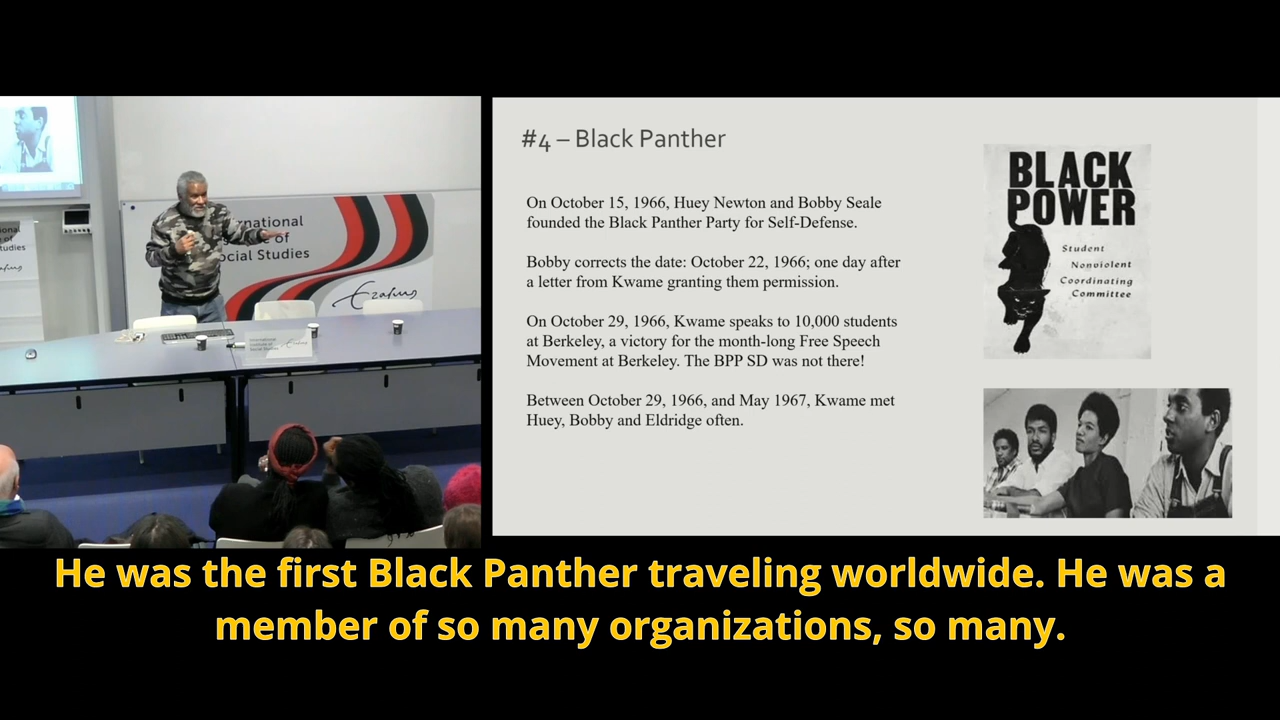 rnational
te of
ocial Studies
Erasmus
#4 – Black Panther
On October 15, 1966, Huey Newton and Bobby Seale
founded the Black Panther Party for Self-Defense.
Bobby corrects the date: October 22, 1966; one day after
a letter from Kwame granting them permission.
On October 29, 1966, Kwame speaks to 10,000 students
at Berkeley, a victory for the month-long Free Speech
Movement at Berkeley. The BPP SD was not there!
Between October 29, 1966, and May 1967, Kwame met
Huey, Bobby and Eldridge often.
BLACK
POWER
Student
Nonviolent
Coordinating
Committee
He was the first Black Panther traveling worldwide. He was a
member of so many organizations, so many.